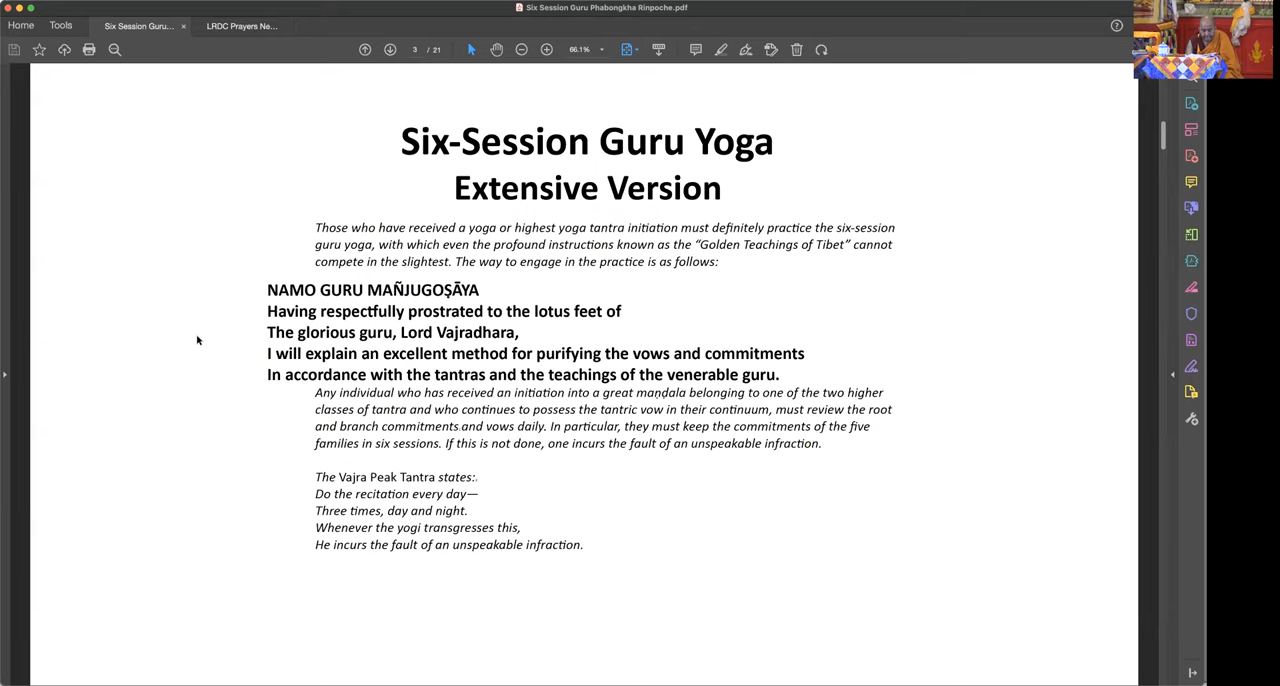 Six Session Guru Phabongkha Rinpoche.pdf
Home Tools Six Session Guru... × LRDC Prayers Ne...
3 / 21 66.1%
Six-Session Guru Yoga
Extensive Version
Those who have received a yoga or highest yoga tantra initiation must definitely practice the six-session
guru yoga, with which even the profound instructions known as the “Golden Teachings of Tibet” cannot
compete in the slightest. The way to engage in the practice is as follows:
NAMO GURU MAÑJUGOṢĀYA
Having respectfully prostrated to the lotus feet of
The glorious guru, Lord Vajradhara,
I will explain an excellent method for purifying the vows and commitments
In accordance with the tantras and the teachings of the venerable guru.
Any individual who has received an initiation into a great maṇḍala belonging to one of the two higher
classes of tantra and who continues to possess the tantric vow in their continuum, must review the root
and branch commitments and vows daily. In particular, they must keep the commitments of the five
families in six sessions. If this is not done, one incurs the fault of an unspeakable infraction.
The Vajra Peak Tantra states:
Do the recitation every day—
Three times, day and night.
Whenever the yogi transgresses this,
He incurs the fault of an unspeakable infraction.